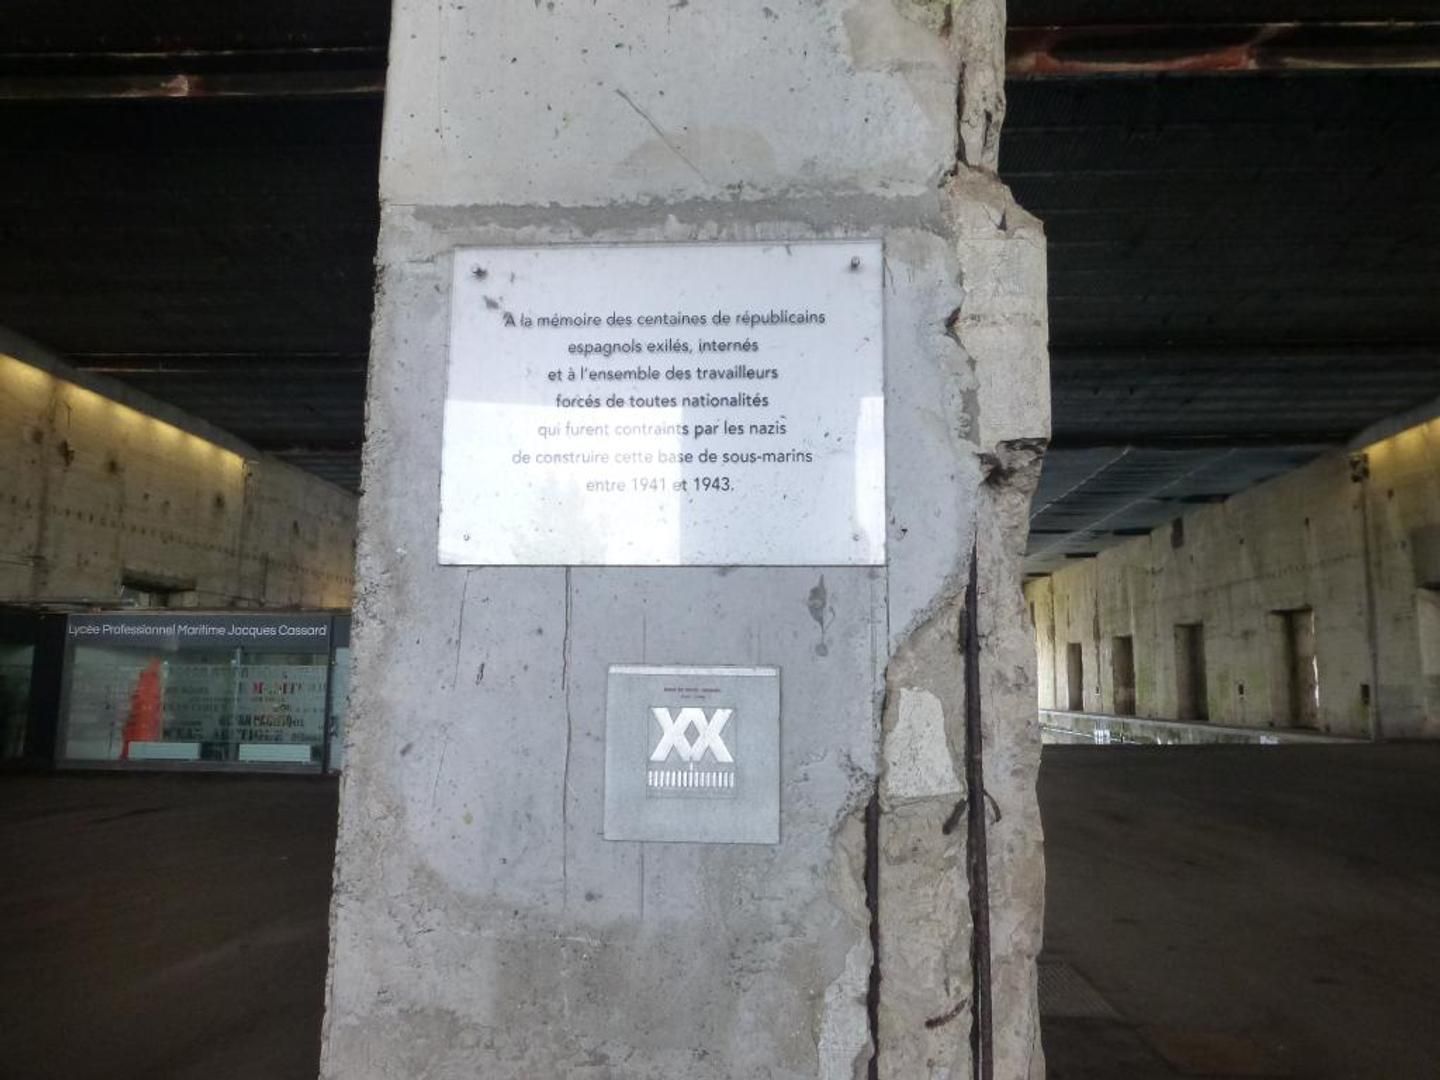 A la mémoire des centaines de républicains
espagnols exilés, internés
et à l'ensemble des travailleurs
forcés de toutes nationalités
qui furent contraints par les nazis
de construire cette base de sous-marins
entre 1941 et 1943.
Lycée Professionnel Maritime Jacques Cassard
XX